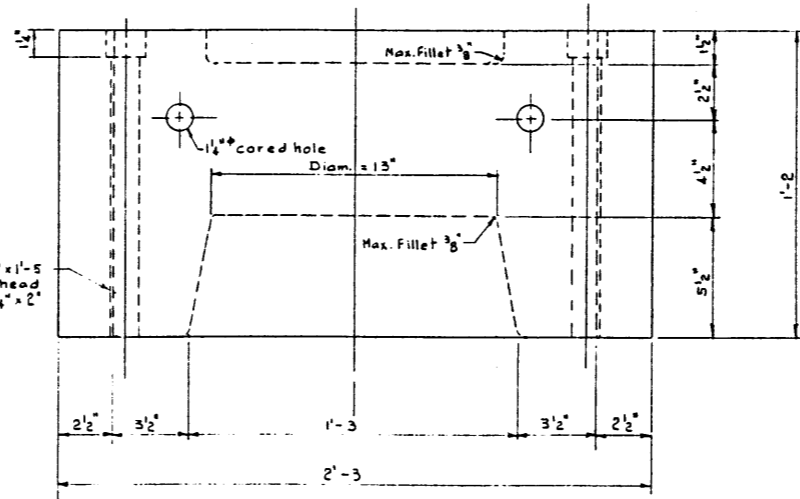 1¼"
Max. Fillet ⅜"
1½"
2½"
1¼"ϕ cored hole
Diam. = 13"
4½"
1'-2
Max. Fillet ⅜"
x 1'-5
head
4" x 2"
5½"
2½"
3½"
1'-3
3½"
2½"
2'-3